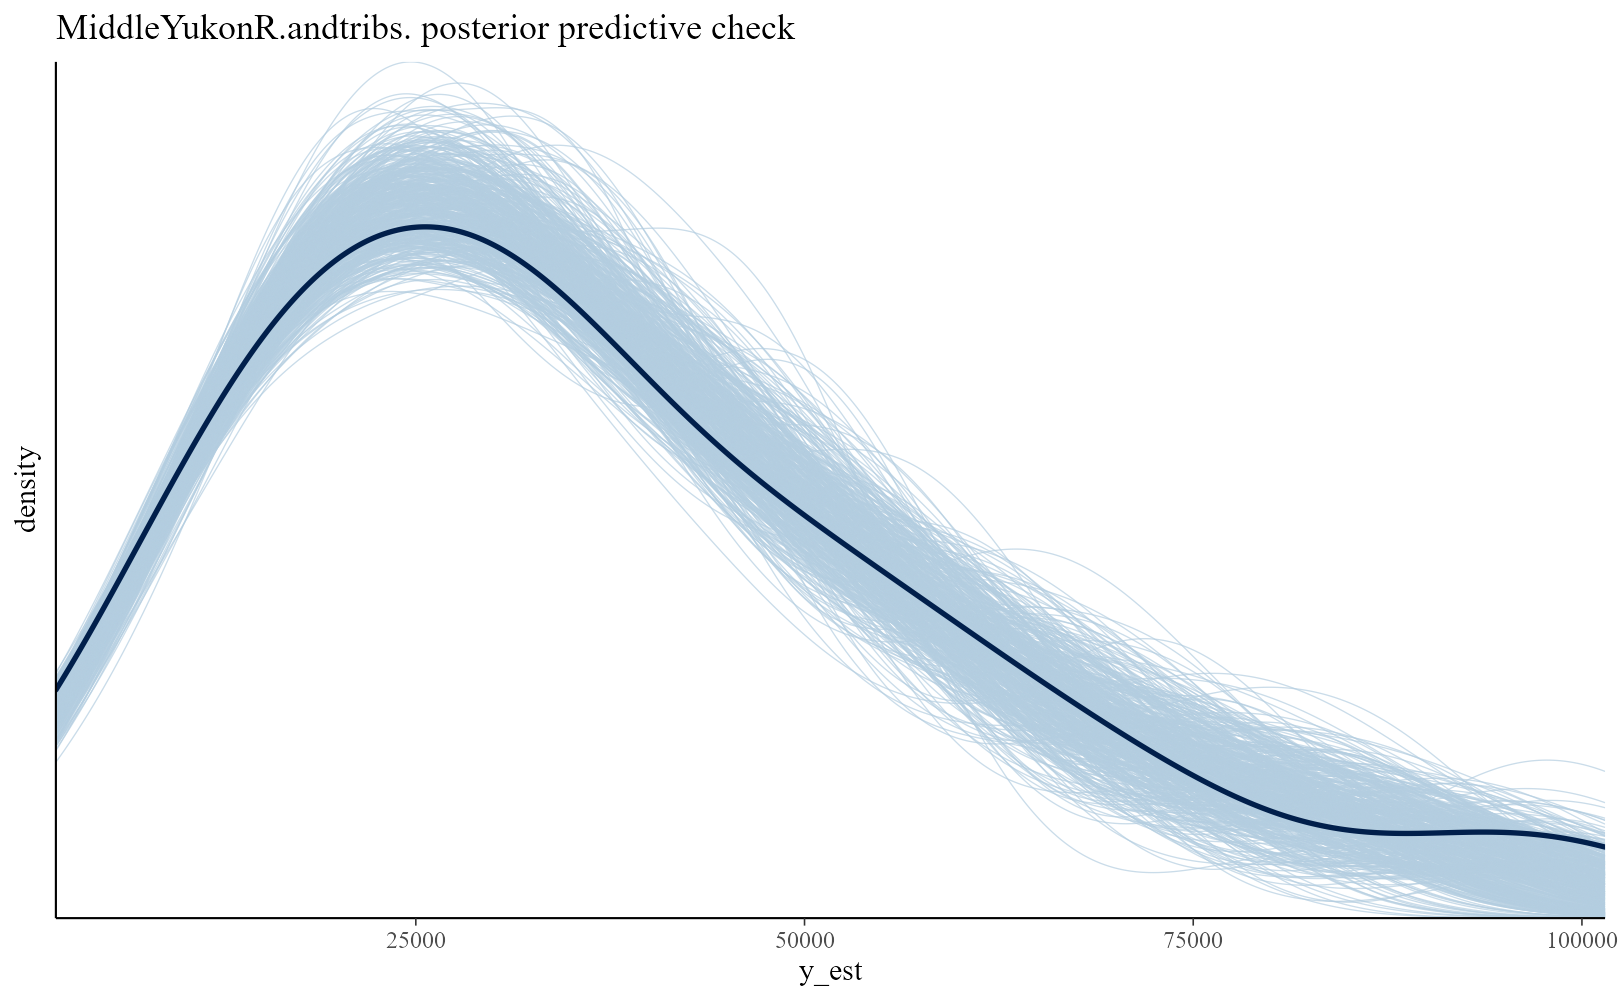 MiddleYukonR.andtribs. posterior predictive check
density
25000 50000 75000 100000
y_est